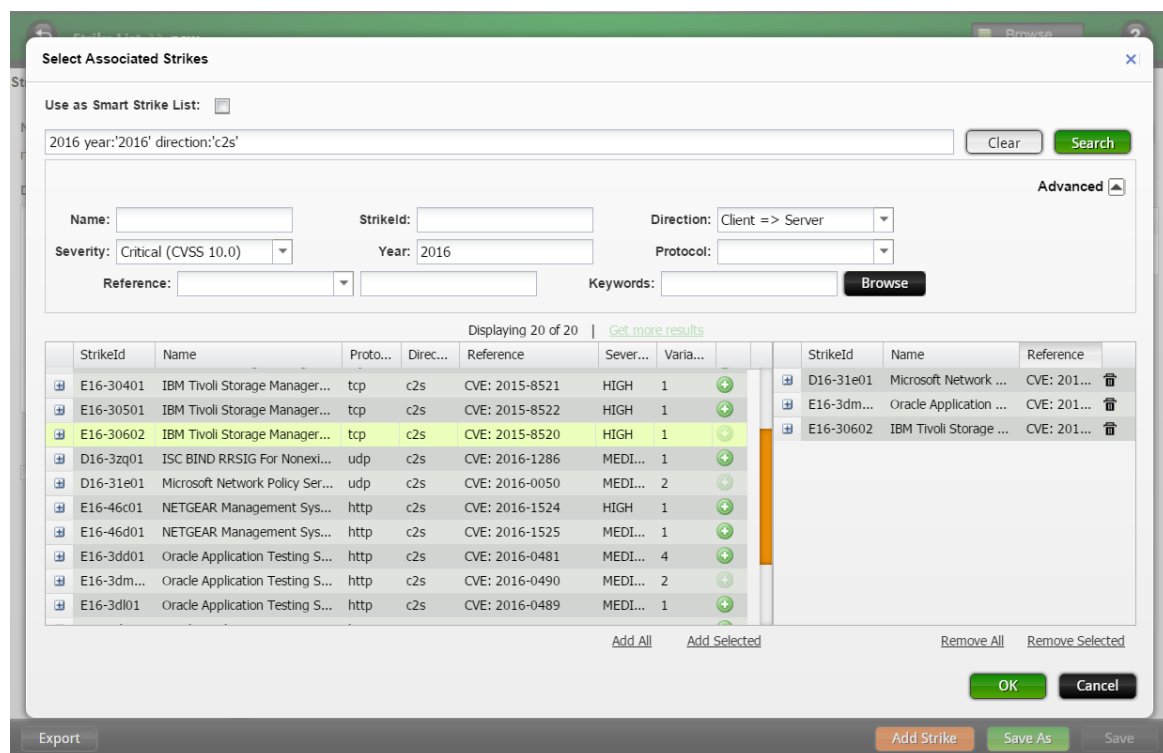 Strike List >> new
Browse
?
Select Associated Strikes
×
Use as Smart Strike List:
2016 year:'2016' direction:'c2s'
Clear
Search
Advanced
Name:
StrikeId:
Direction: Client => Server
Severity: Critical (CVSS 10.0)
Year: 2016
Protocol:
Reference:
Keywords:
Browse
Displaying 20 of 20 | Get more results
StrikeId Name Proto... Direc... Reference Sever... Varia...
E16-30401 IBM Tivoli Storage Manager... tcp c2s CVE: 2015-8521 HIGH 1
E16-30501 IBM Tivoli Storage Manager... tcp c2s CVE: 2015-8522 HIGH 1
E16-30602 IBM Tivoli Storage Manager... tcp c2s CVE: 2015-8520 HIGH 1
D16-3zq01 ISC BIND RRSIG For Nonexi... udp c2s CVE: 2016-1286 MEDI... 1
D16-31e01 Microsoft Network Policy Ser... udp c2s CVE: 2016-0050 MEDI... 2
E16-46c01 NETGEAR Management Sys... http c2s CVE: 2016-1524 HIGH 1
E16-46d01 NETGEAR Management Sys... http c2s CVE: 2016-1525 MEDI... 1
E16-3dd01 Oracle Application Testing S... http c2s CVE: 2016-0481 MEDI... 4
E16-3dm... Oracle Application Testing S... http c2s CVE: 2016-0490 MEDI... 2
E16-3dl01 Oracle Application Testing S... http c2s CVE: 2016-0489 MEDI... 1
StrikeId Name Reference
D16-31e01 Microsoft Network ... CVE: 201...
E16-3dm... Oracle Application ... CVE: 201...
E16-30602 IBM Tivoli Storage ... CVE: 201...
Add All Add Selected
Remove All Remove Selected
OK
Cancel
Export
Add Strike
Save As
Save